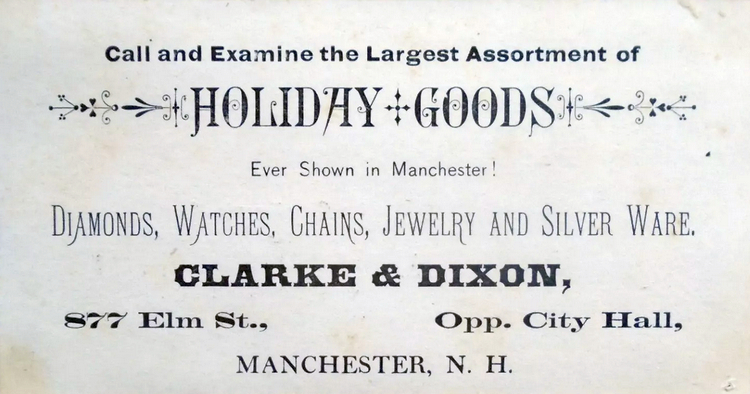 Call and Examine the Largest Assortment of
HOLIDAY GOODS
Ever Shown in Manchester!
DIAMONDS, WATCHES, CHAINS, JEWELRY AND SILVER WARE.
CLARKE & DIXON,
877 Elm St., Opp. City Hall,
MANCHESTER, N. H.